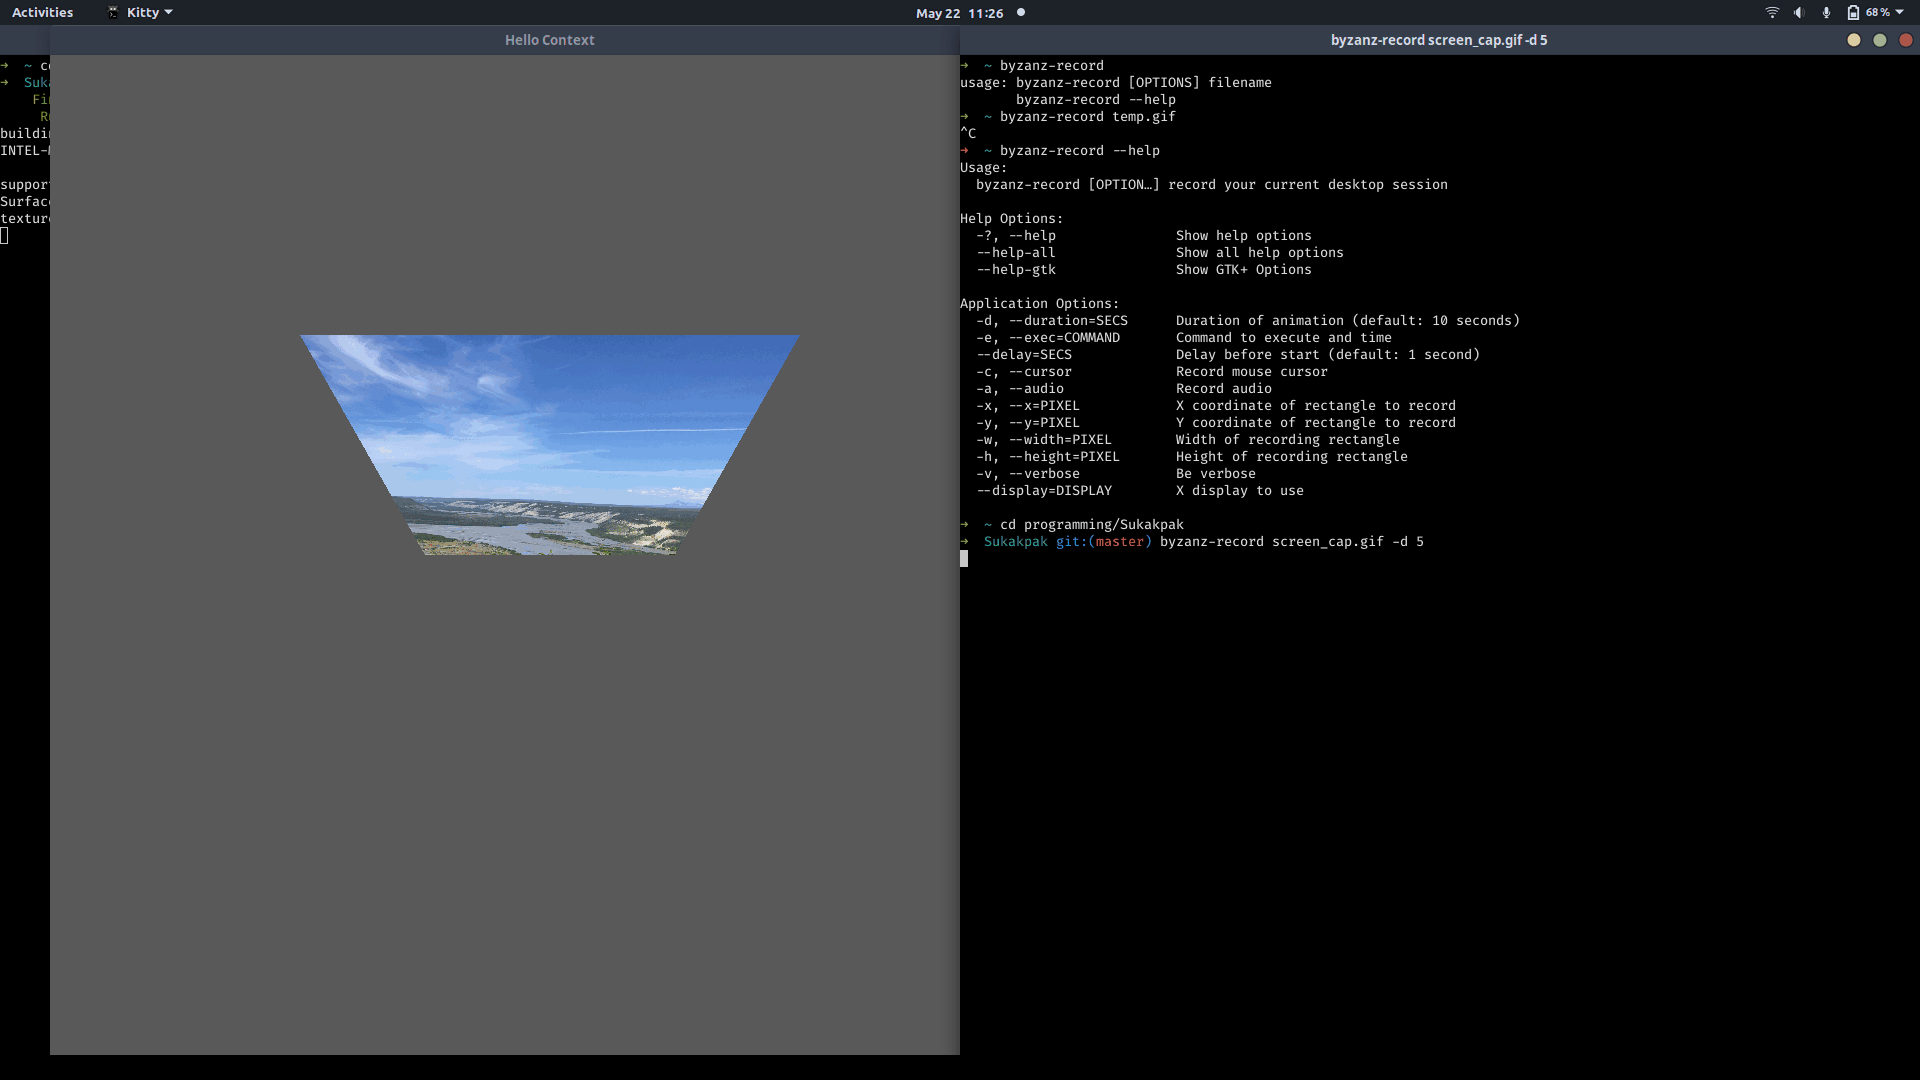 Activities Kitty May 22 11:26 68%
Hello Context
~ c
Suka
Fi
R
buildi
INTEL-
suppor
Surfac
textur
byzanz-record screen_cap.gif -d 5
→ ~ byzanz-record
usage: byzanz-record [OPTIONS] filename
byzanz-record --help
→ ~ byzanz-record temp.gif
^C
→ ~ byzanz-record --help
Usage:
byzanz-record [OPTION…] record your current desktop session
Help Options:
-?, --help Show help options
--help-all Show all help options
--help-gtk Show GTK+ Options
Application Options:
-d, --duration=SECS Duration of animation (default: 10 seconds)
-e, --exec=COMMAND Command to execute and time
--delay=SECS Delay before start (default: 1 second)
-c, --cursor Record mouse cursor
-a, --audio Record audio
-x, --x=PIXEL X coordinate of rectangle to record
-y, --y=PIXEL Y coordinate of rectangle to record
-w, --width=PIXEL Width of recording rectangle
-h, --height=PIXEL Height of recording rectangle
-v, --verbose Be verbose
--display=DISPLAY X display to use
→ ~ cd programming/Sukakpak
→ Sukakpak git:(master) byzanz-record screen_cap.gif -d 5